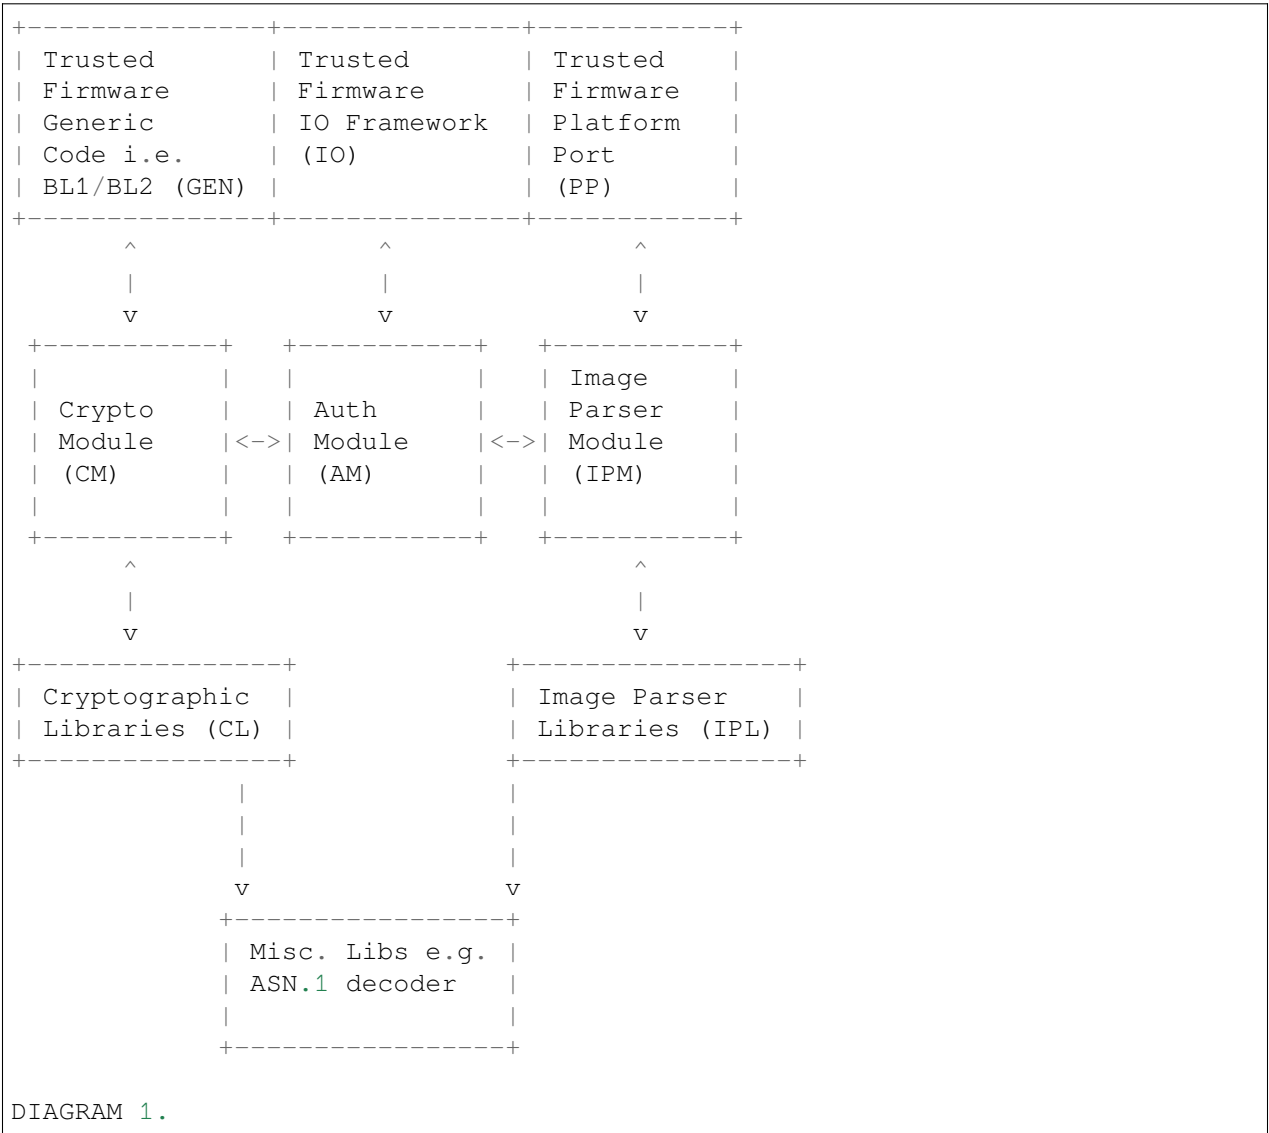 +---------------+---------------+------------+
| Trusted       | Trusted       | Trusted    |
| Firmware      | Firmware      | Firmware   |
| Generic       | IO Framework  | Platform   |
| Code i.e.     | (IO)          | Port       |
| BL1/BL2 (GEN) |               | (PP)       |
+---------------+---------------+------------+
       ^               ^               ^
       |               |               |
       v               v               v
 +-----------+   +-----------+   +-----------+
 |           |   |           |   | Image     |
 | Crypto    |   | Auth      |   | Parser    |
 | Module    |<->| Module    |<->| Module    |
 | (CM)      |   | (AM)      |   | (IPM)     |
 |           |   |           |   |           |
 +-----------+   +-----------+   +-----------+
       ^                               ^
       |                               |
       v                               v
+----------------+             +-----------------+
| Cryptographic  |             | Image Parser    |
| Libraries (CL) |             | Libraries (IPL) |
+----------------+             +-----------------+
              |                |
              |                |
              |                |
              v                v
             +-----------------+
             | Misc. Libs e.g. |
             | ASN.1 decoder   |
             |                 |
             +-----------------+

DIAGRAM 1.